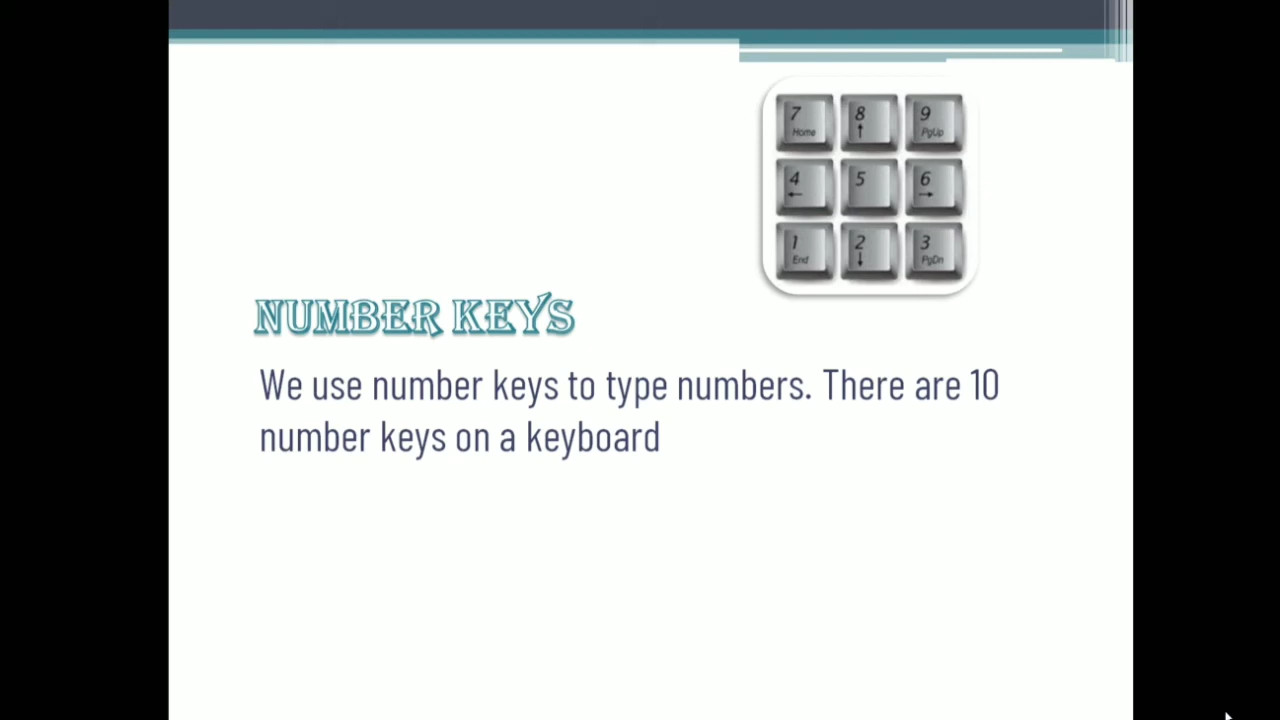 7 8 9
Home ↑ PgUp
4 5 6
← →
1 2 3
End ↓ PgDn
NUMBER KEYS
We use number keys to type numbers. There are 10
number keys on a keyboard